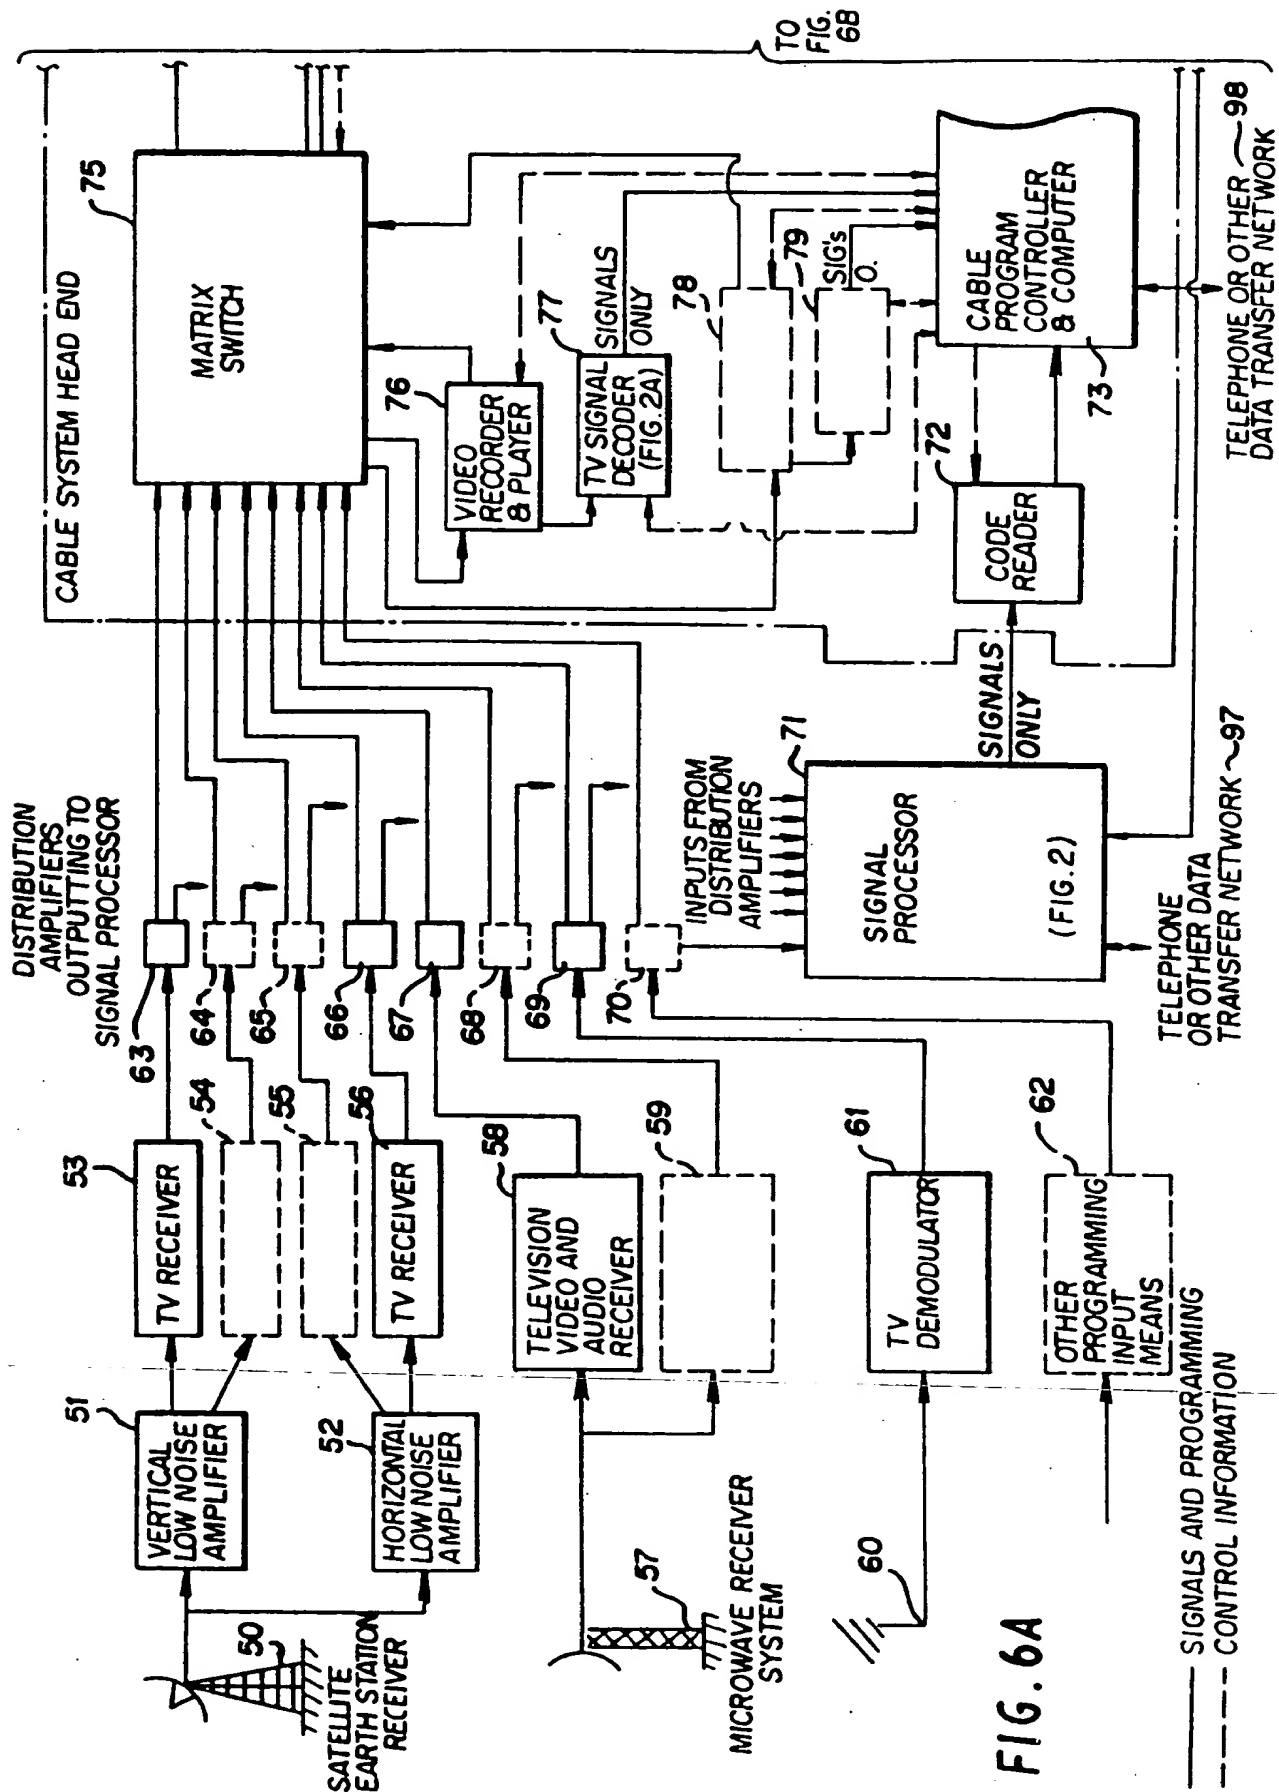 CABLE SYSTEM HEAD END
TO
FIG.
6B
75
MATRIX
SWITCH
76
VIDEO
RECORDER
& PLAYER
77
TV SIGNAL
DECODER
(FIG.2A)
SIGNALS
ONLY
78
79
SIG's
O.
CABLE
PROGRAM
CONTROLLER
& COMPUTER
73
72
CODE
READER
TELEPHONE OR OTHER
DATA TRANSFER NETWORK
98
DISTRIBUTION
AMPLIFIERS
OUTPUTTING TO
SIGNAL PROCESSOR
63
64
65
66
67
68
69
70
INPUTS FROM
DISTRIBUTION
AMPLIFIERS
71
SIGNAL
PROCESSOR
(FIG.2)
SIGNALS
ONLY
TELEPHONE
OR OTHER DATA
TRANSFER NETWORK
97
53
TV RECEIVER
54
55
56
TV RECEIVER
58
TELEVISION
VIDEO AND
AUDIO
RECEIVER
59
61
TV
DEMODULATOR
62
OTHER
PROGRAMMING
INPUT
MEANS
51
VERTICAL
LOW NOISE
AMPLIFIER
52
HORIZONTAL
LOW NOISE
AMPLIFIER
50
SATELLITE
EARTH STATION
RECEIVER
57
MICROWAVE RECEIVER
SYSTEM
60
FIG. 6A
SIGNALS AND PROGRAMMING
CONTROL INFORMATION